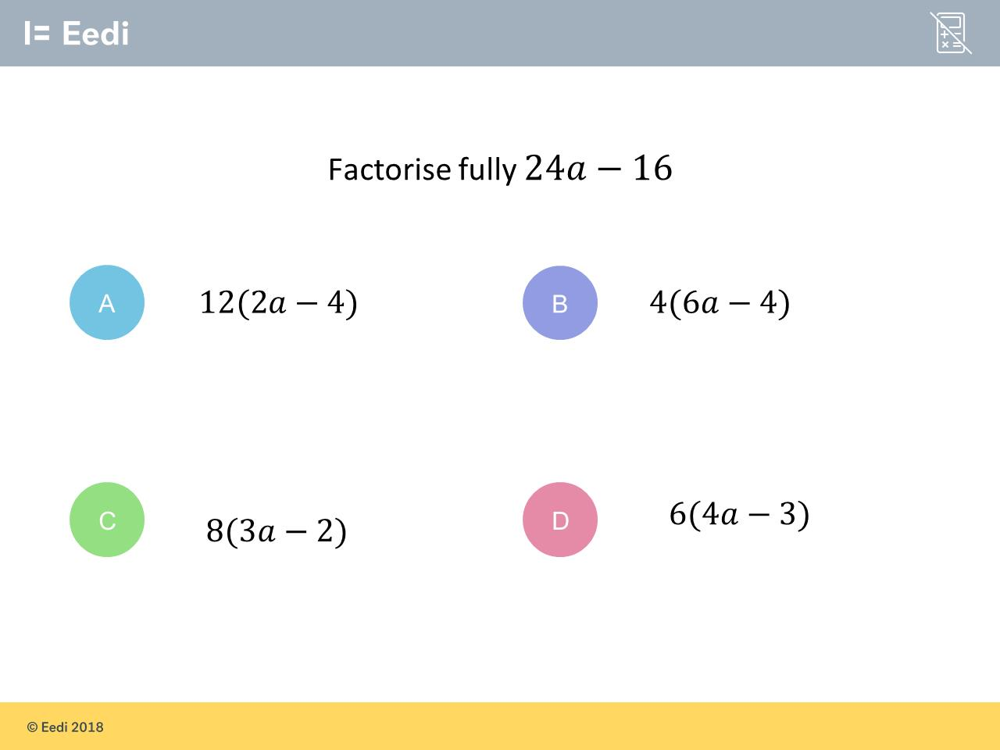 Eedi
Factorise fully 24a − 16
A 12(2a − 4)
B 4(6a − 4)
C 8(3a − 2)
D 6(4a − 3)
© Eedi 2018